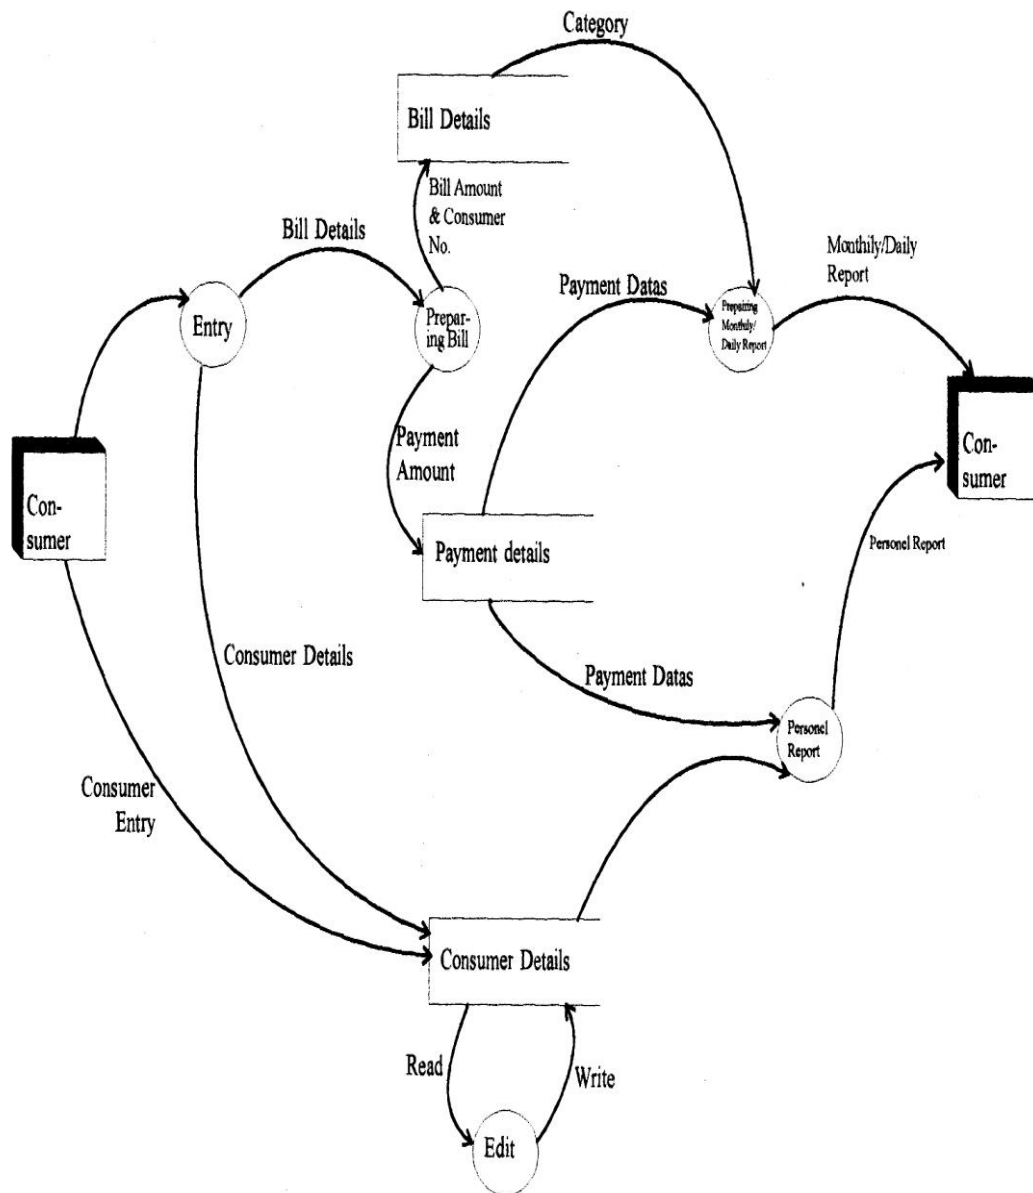 Category
Bill Details
Bill Amount
& Consumer
No.
Bill Details
Monthily/Daily
Report
Payment Datas
Entry
Prepar-
ing Bill
Prepairing
Monthily/
Daily Report
Payment
Amount
Con-
sumer
Con-
sumer
Payment details
Personel Report
Consumer Details
Payment Datas
Personel
Report
Consumer
Entry
Consumer Details
Read
Write
Edit